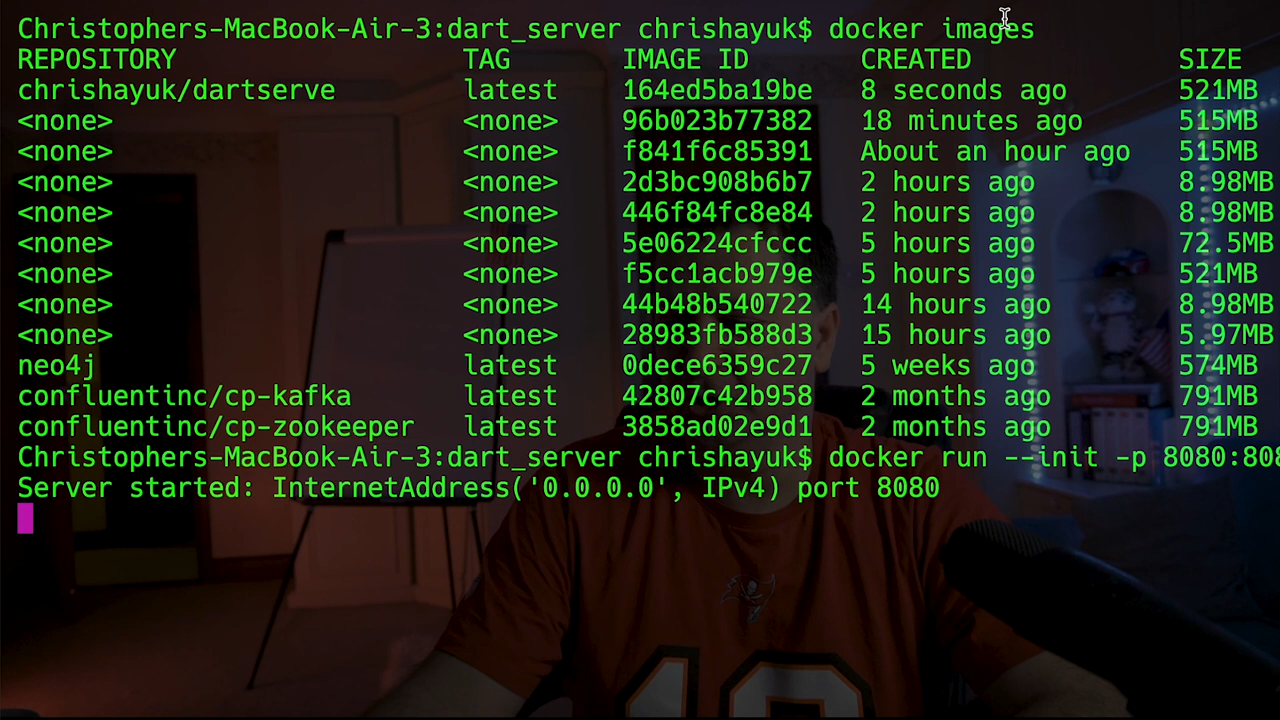 Christophers-MacBook-Air-3:dart_server chrishayuk$ docker images
REPOSITORY TAG IMAGE ID CREATED SIZE
chrishayuk/dartserve latest 164ed5ba19be 8 seconds ago 521MB
<none> <none> 96b023b77382 18 minutes ago 515MB
<none> <none> f841f6c85391 About an hour ago 515MB
<none> <none> 2d3bc908b6b7 2 hours ago 8.98MB
<none> <none> 446f84fc8e84 2 hours ago 8.98MB
<none> <none> 5e06224cfccc 5 hours ago 72.5MB
<none> <none> f5cc1acb979e 5 hours ago 521MB
<none> <none> 44b48b540722 14 hours ago 8.98MB
<none> <none> 28983fb588d3 15 hours ago 5.97MB
neo4j latest 0dece6359c27 5 weeks ago 574MB
confluentinc/cp-kafka latest 42807c42b958 2 months ago 791MB
confluentinc/cp-zookeeper latest 3858ad02e9d1 2 months ago 791MB
Christophers-MacBook-Air-3:dart_server chrishayuk$ docker run --init -p 8080:808
Server started: InternetAddress('0.0.0.0', IPv4) port 8080